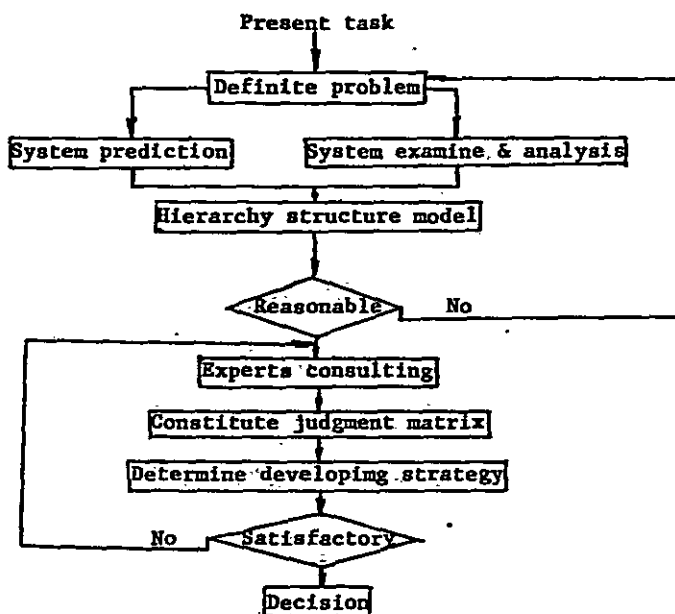 Present task
Definite problem
System prediction
System examine & analysis
Hierarchy structure model
Reasonable
No
Experts consulting
Constitute judgment matrix
Determine developimg strategy
No
Satisfactory
Decision